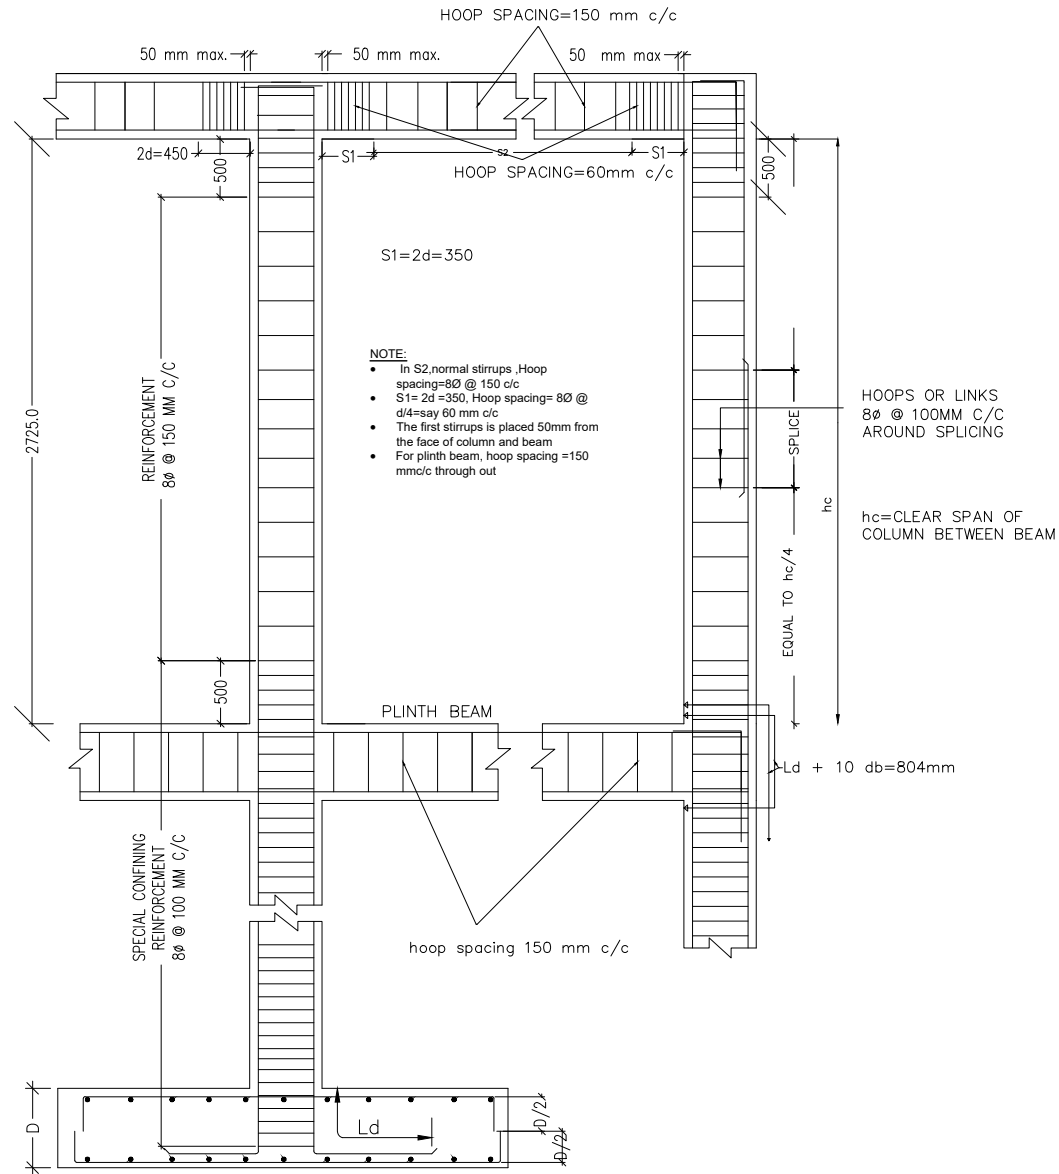 HOOP SPACING=150 mm c/c
50 mm max.
50 mm max.
50 mm max
2d=450
500
S1
S2
S1
500
HOOP SPACING=60mm c/c
S1=2d=350
2725.0
REINFORCEMENT
8Ø @ 150 MM C/C
NOTE:
• In S2,normal stirrups ,Hoop
spacing=8Ø @ 150 c/c
• S1= 2d =350, Hoop spacing= 8Ø @
d/4=say 60 mm c/c
• The first stirrups is placed 50mm from
the face of column and beam
• For plinth beam, hoop spacing =150
mmc/c through out
SPLICE
HOOPS OR LINKS
8ø @ 100MM C/C
AROUND SPLICING
hc
hc=CLEAR SPAN OF
COLUMN BETWEEN BEAM
EQUAL TO hc/4
500
PLINTH BEAM
Ld + 10 db=804mm
SPECIAL CONFINING
REINFORCEMENT
8Ø @ 100 MM C/C
hoop spacing 150 mm c/c
D
Ld
D/2
D/2